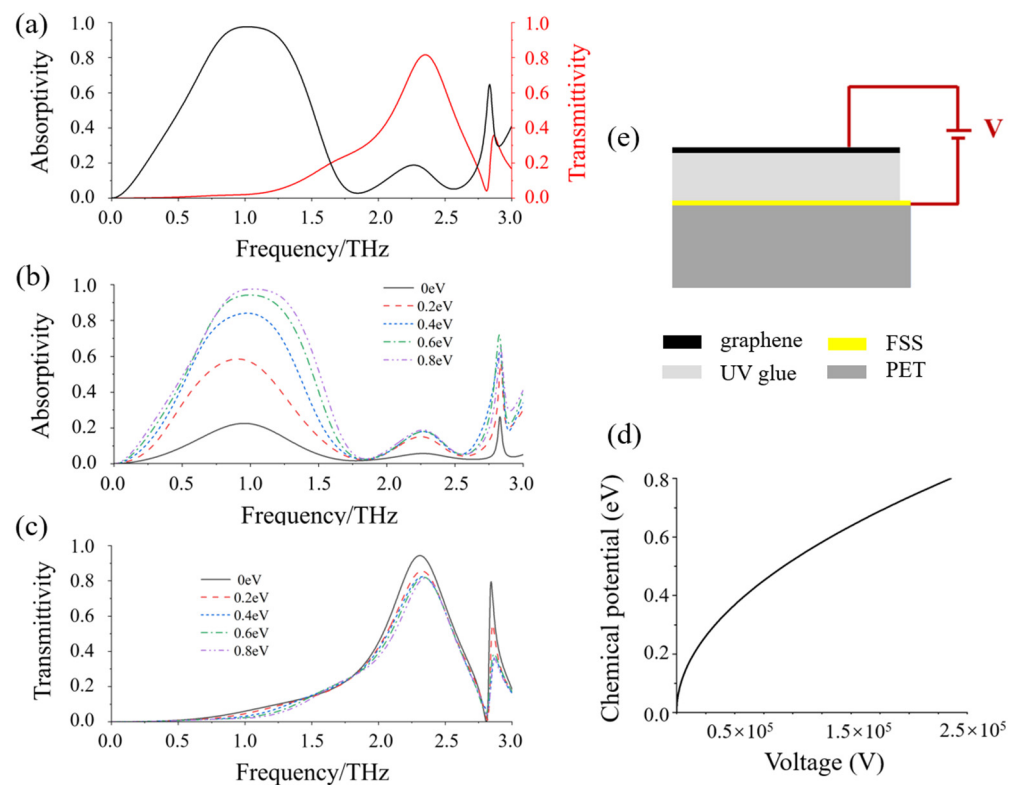 (a)
1.0
0.8
0.6
0.4
0.2
0.0
Absorptivity
1.0
0.8
0.6
0.4
0.2
0.0
Transmittivity
0.0 0.5 1.0 1.5 2.0 2.5 3.0
Frequency/THz
(b)
1.0
0.8
0.6
0.4
0.2
0.0
Absorptivity
0eV
0.2eV
0.4eV
0.6eV
0.8eV
0.0 0.5 1.0 1.5 2.0 2.5 3.0
Frequency/THz
(c)
1.0
0.8
0.6
0.4
0.2
0.0
Transmittivity
0eV
0.2eV
0.4eV
0.6eV
0.8eV
0.0 0.5 1.0 1.5 2.0 2.5 3.0
Frequency/THz
(e)
V
graphene FSS
UV glue PET
(d)
0.8
0.6
0.4
0.2
0.0
Chemical potential (eV)
0.5×10⁵ 1.5×10⁵ 2.5×10⁵
Voltage (V)